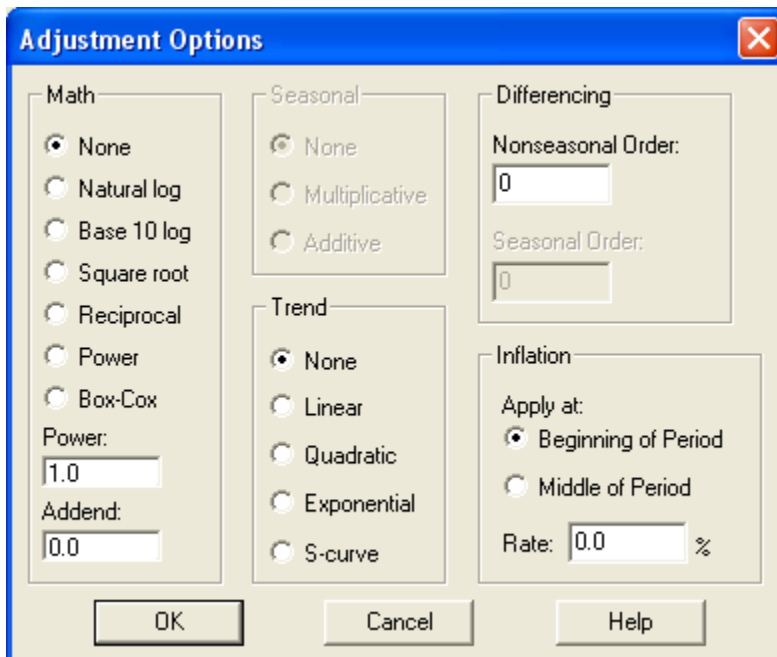 Adjustment Options
Math
None
Natural log
Base 10 log
Square root
Reciprocal
Power
Box-Cox
Power:
1.0
Addend:
0.0
Seasonal
None
Multiplicative
Additive
Trend
None
Linear
Quadratic
Exponential
S-curve
Differencing
Nonseasonal Order:
0
Seasonal Order:
0
Inflation
Apply at:
Beginning of Period
Middle of Period
Rate: 0.0 %
OK
Cancel
Help